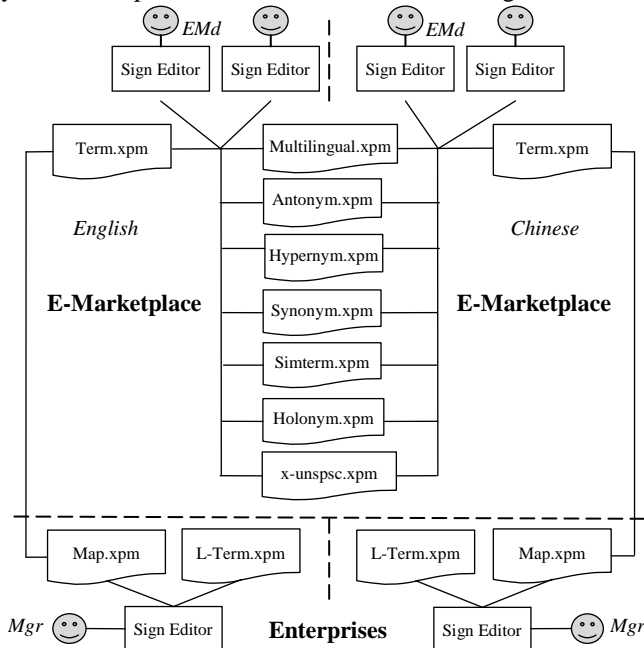 EMd EMd
Sign Editor Sign Editor Sign Editor Sign Editor
Term.xpm Multilingual.xpm Term.xpm
Antonym.xpm
English Chinese
Hypernym.xpm
E-Marketplace E-Marketplace
Synonym.xpm
Simterm.xpm
Holonym.xpm
x-unspsc.xpm
Map.xpm L-Term.xpm L-Term.xpm Map.xpm
Mgr Sign Editor Enterprises Sign Editor Mgr